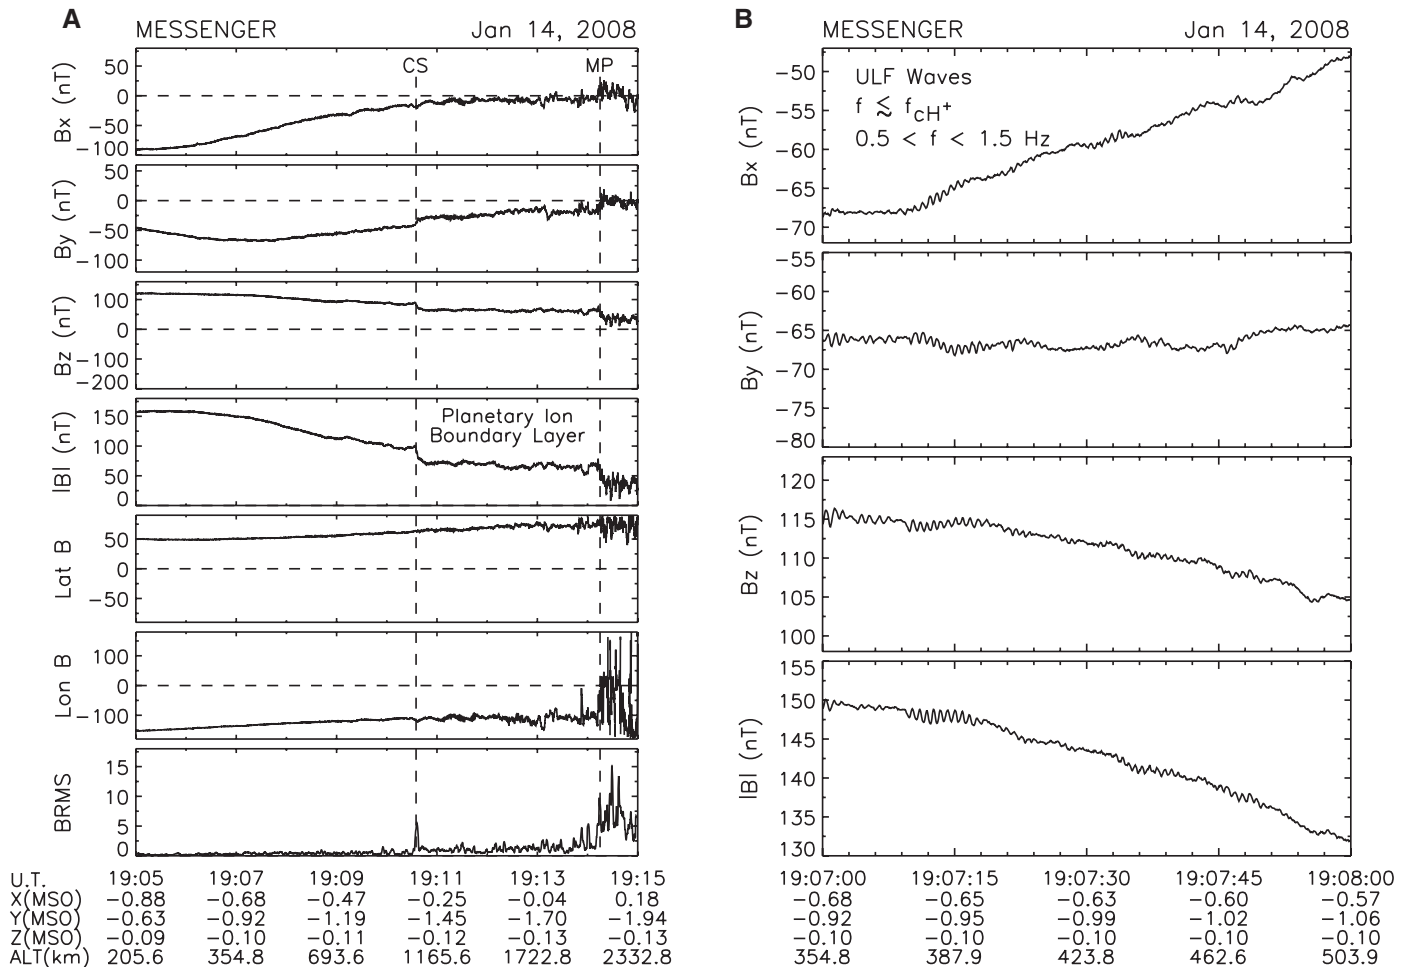 A
MESSENGER Jan 14, 2008
CS MP
Bx (nT)
50
0
−50
−100
By (nT)
50
0
−50
−100
Bz (nT)
100
0
−100
−200
|B| (nT)
150
100
50
0
Planetary Ion
Boundary Layer
Lat B
50
0
−50
Lon B
100
0
−100
BRMS
15
10
5
0
U.T. 19:05 19:07 19:09 19:11 19:13 19:15
X(MSO) −0.88 −0.68 −0.47 −0.25 −0.04 0.18
Y(MSO) −0.63 −0.92 −1.19 −1.45 −1.70 −1.94
Z(MSO) −0.09 −0.10 −0.11 −0.12 −0.13 −0.13
ALT(km) 205.6 354.8 693.6 1165.6 1722.8 2332.8
B
MESSENGER Jan 14, 2008
ULF Waves
f ≲ fcH+
0.5 < f < 1.5 Hz
Bx (nT)
−50
−55
−60
−65
−70
By (nT)
−55
−60
−65
−70
−75
−80
Bz (nT)
120
115
110
105
100
|B| (nT)
155
150
145
140
135
130
19:07:00 19:07:15 19:07:30 19:07:45 19:08:00
−0.68 −0.65 −0.63 −0.60 −0.57
−0.92 −0.95 −0.99 −1.02 −1.06
−0.10 −0.10 −0.10 −0.10 −0.10
354.8 387.9 423.8 462.6 503.9